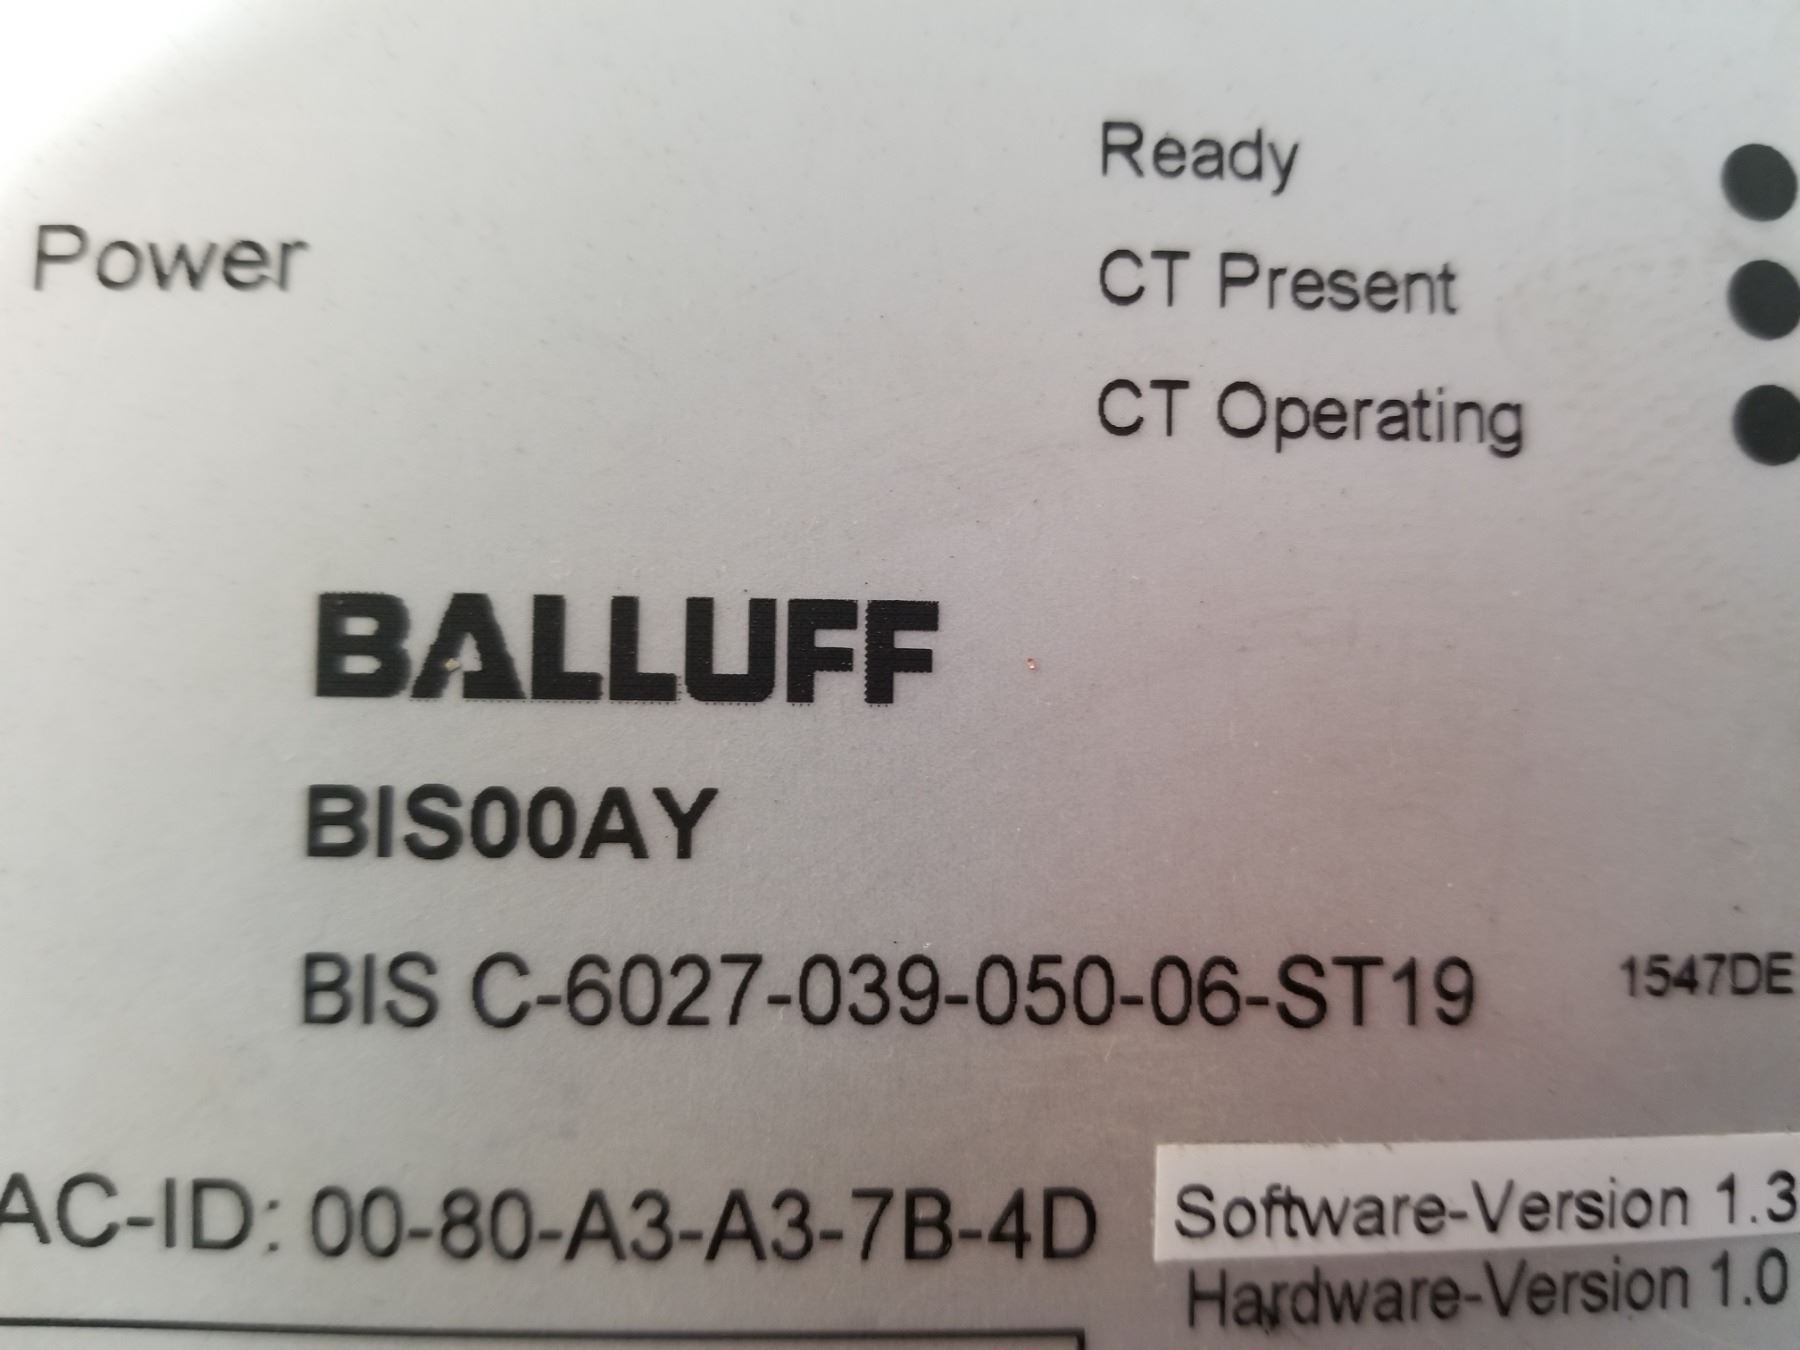 Ready
Power
CT Present
CT Operating
BALLUFF
BIS00AY
BIS C-6027-039-050-06-ST19 1547DE
AC-ID: 00-80-A3-A3-7B-4D
Software-Version 1.3
Hardware-Version 1.0